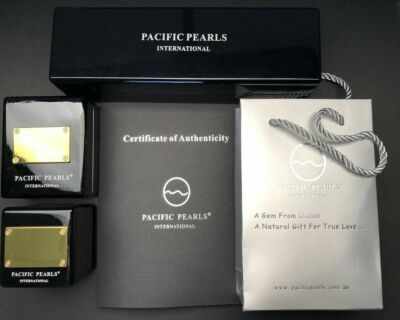 PACIFIC PEARLS
INTERNATIONAL
PACIFIC PEARLS®
INTERNATIONAL
PACIFIC PEARLS®
INTERNATIONAL
Certificate of Authenticity
PACIFIC PEARLS®
INTERNATIONAL
PACIFIC PEARLS®
INTERNATIONAL
A Gem From Ocean
A Natural Gift For True Love ...
www.pacificpearls.com.au